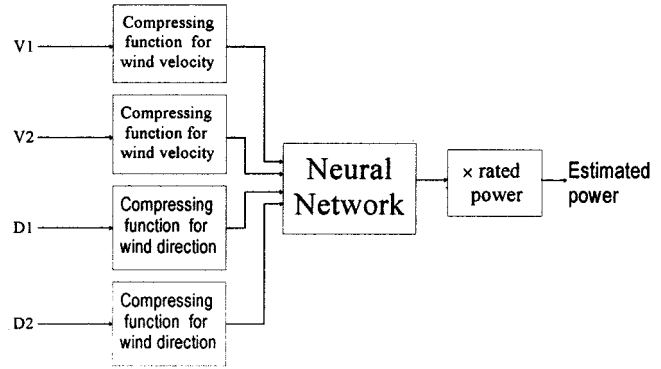 V1
Compressing
function for
wind velocity
V2
Compressing
function for
wind velocity
D1
Compressing
function for
wind direction
D2
Compressing
function for
wind direction
Neural
Network
× rated
power
Estimated
power